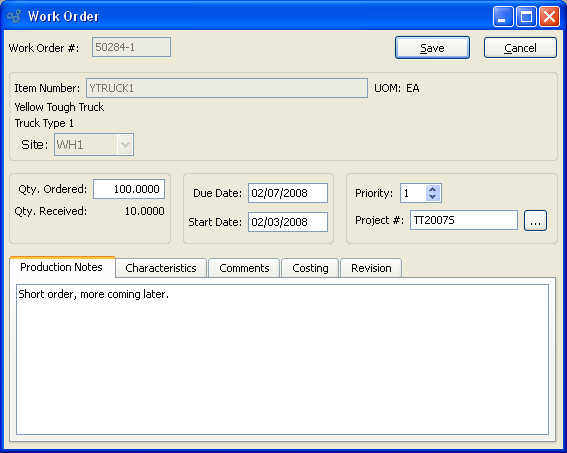 Work Order
Work Order #: 50284-1 Save Cancel
Item Number: YTRUCK1 UOM: EA
Yellow Tough Truck
Truck Type 1
Site: WH1
Qty. Ordered: 100.0000 Due Date: 02/07/2008 Priority: 1
Qty. Received: 10.0000 Start Date: 02/03/2008 Project #: TT2007S ...
Production Notes Characteristics Comments Costing Revision
Short order, more coming later.